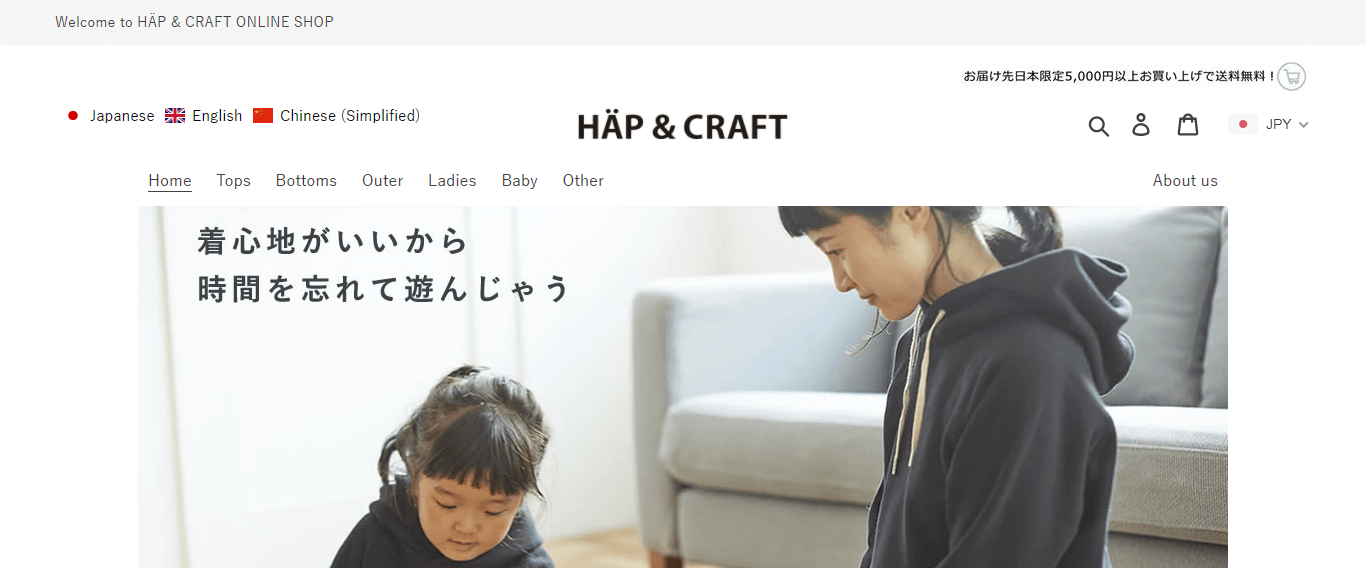 Welcome to HÄP & CRAFT ONLINE SHOP
お届け先日本限定5,000円以上お買い上げで送料無料！
Japanese English Chinese (Simplified)
HÄP & CRAFT
JPY
Home Tops Bottoms Outer Ladies Baby Other About us
着心地がいいから
時間を忘れて遊んじゃう